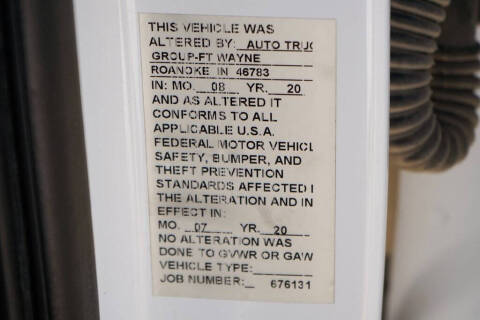 THIS VEHICLE WAS
ALTERED BY: AUTO TRUC
GROUP-FT WAYNE
ROANOKE IN 46783
IN: MO. 08 YR. 20
AND AS ALTERED IT
CONFORMS TO ALL
APPLICABLE U.S.A.
FEDERAL MOTOR VEHICL
SAFETY, BUMPER, AND
THEFT PREVENTION
STANDARDS AFFECTED
THE ALTERATION AND IN
EFFECT IN:
MO. 07 YR. 20
NO ALTERATION WAS
DONE TO GVWR OR GAW
VEHICLE TYPE:
JOB NUMBER: 676131